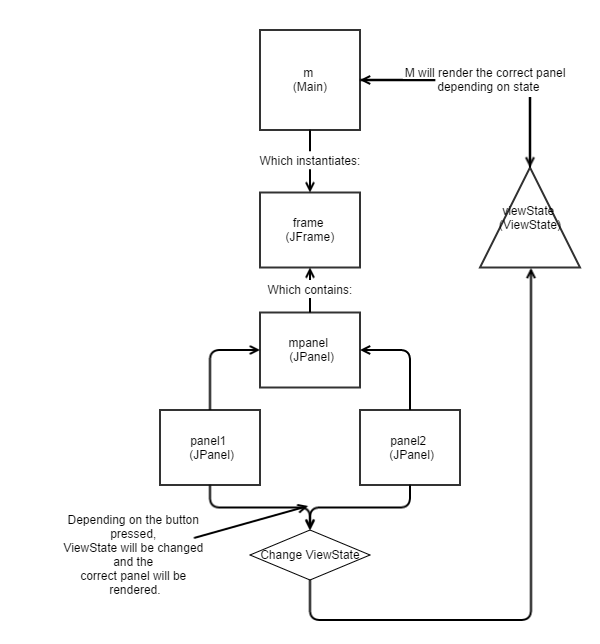 m
(Main)
M will render the correct panel
depending on state
Which instantiates:
frame
(JFrame)
viewState
(ViewState)
Which contains:
mpanel
(JPanel)
panel1
(JPanel)
panel2
(JPanel)
Depending on the button
pressed,
ViewState will be changed
and the
correct panel will be
rendered.
Change ViewState